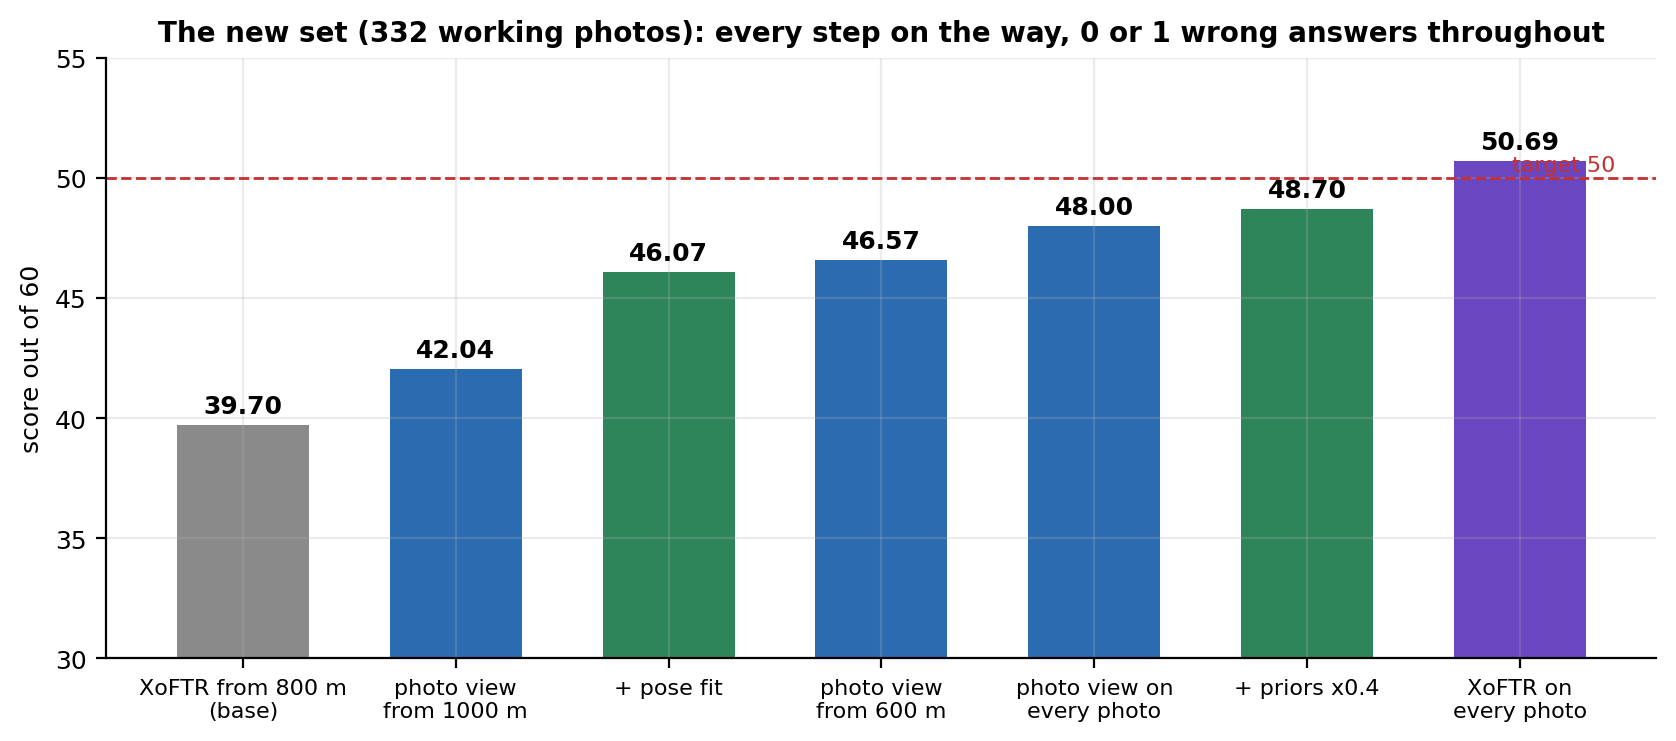 The new set (332 working photos): every step on the way, 0 or 1 wrong answers throughout
55
50
45
40
35
30
score out of 60
39.70
42.04
46.07
46.57
48.00
48.70
50.69
target 50
XoFTR from 800 m
(base)
photo view
from 1000 m
+ pose fit
photo view
from 600 m
photo view on
every photo
+ priors x0.4
XoFTR on
every photo